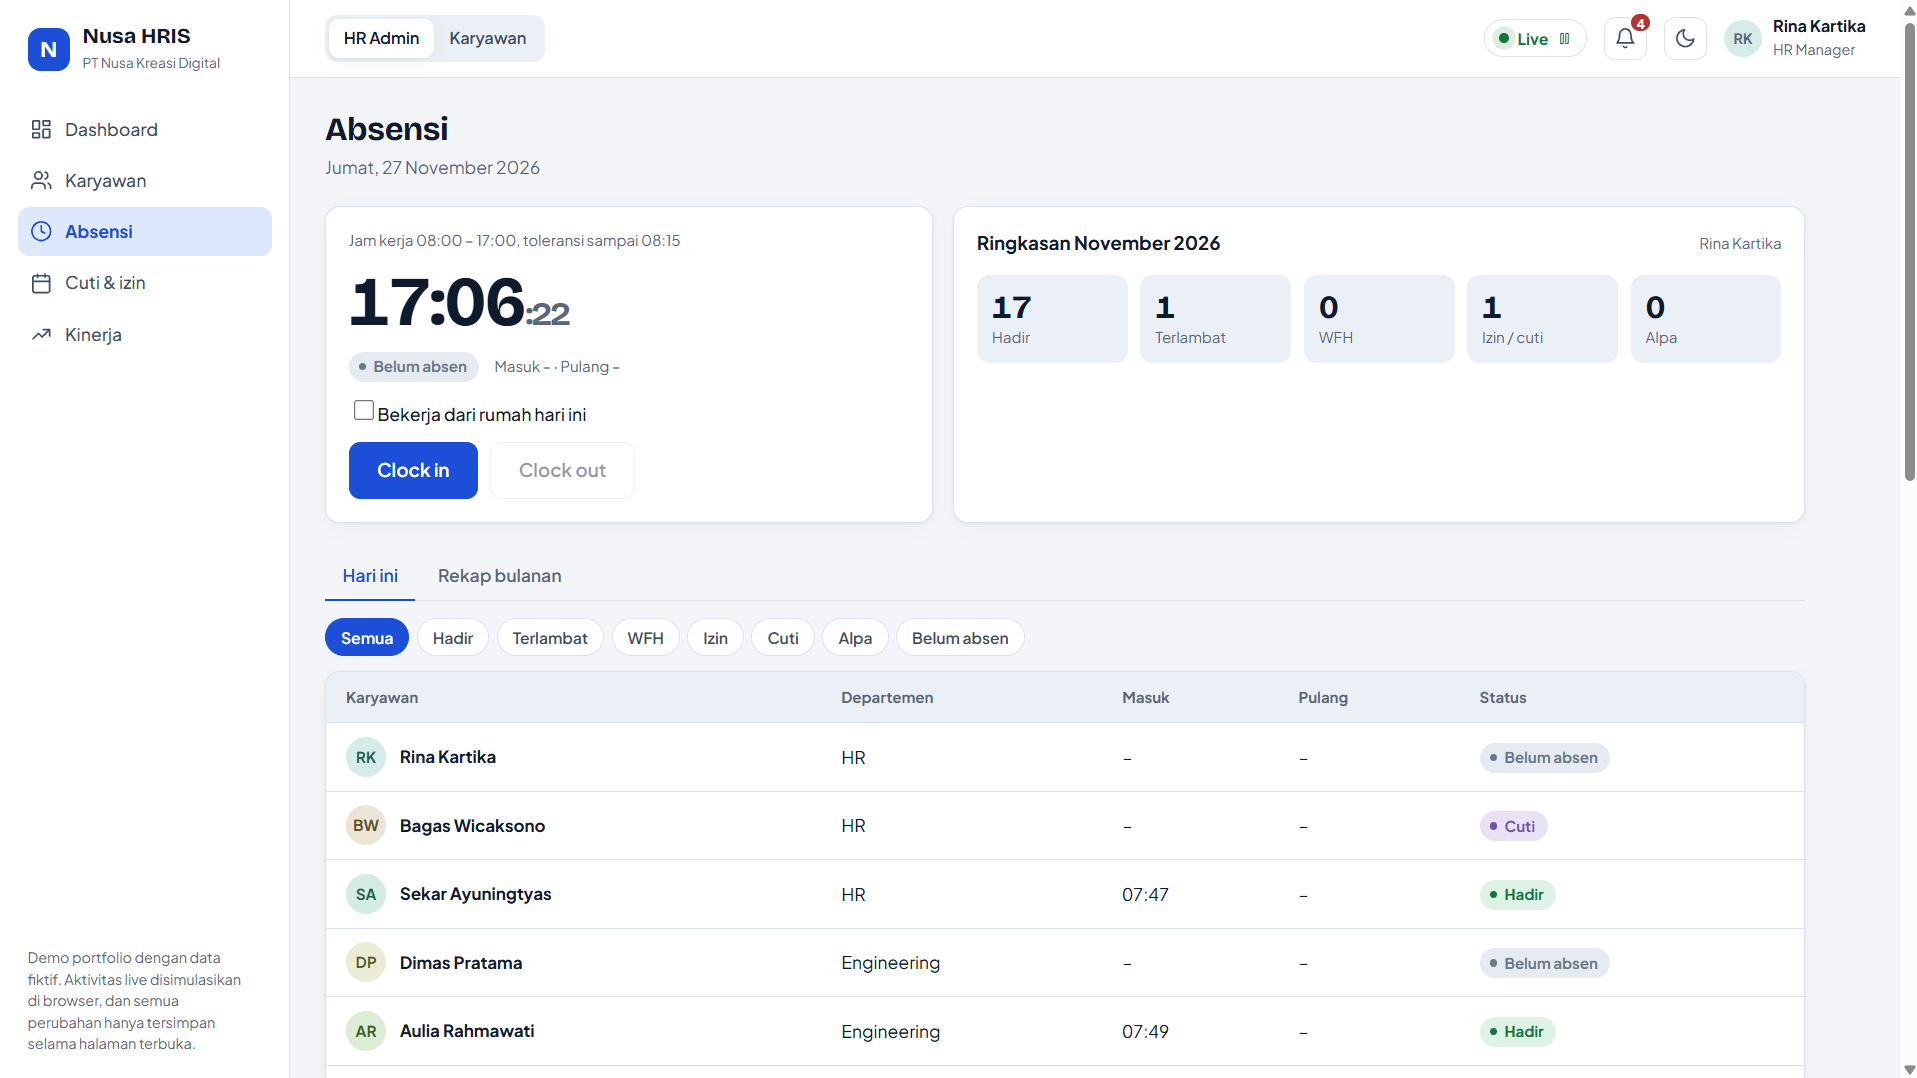 N
Nusa HRIS
PT Nusa Kreasi Digital
Dashboard
Karyawan
Absensi
Cuti & izin
Kinerja
Demo portfolio dengan data
fiktif. Aktivitas live disimulasikan
di browser, dan semua
perubahan hanya tersimpan
selama halaman terbuka.
HR Admin
Karyawan
Live
4
RK
Rina Kartika
HR Manager
Absensi
Jumat, 27 November 2026
Jam kerja 08:00 – 17:00, toleransi sampai 08:15
17:06:22
Belum absen
Masuk – · Pulang –
Bekerja dari rumah hari ini
Clock in
Clock out
Ringkasan November 2026
Rina Kartika
17
Hadir
1
Terlambat
0
WFH
1
Izin / cuti
0
Alpa
Hari ini
Rekap bulanan
Semua
Hadir
Terlambat
WFH
Izin
Cuti
Alpa
Belum absen
Karyawan Departemen Masuk Pulang Status
RK Rina Kartika HR – – Belum absen
BW Bagas Wicaksono HR – – Cuti
SA Sekar Ayuningtyas HR 07:47 – Hadir
DP Dimas Pratama Engineering – – Belum absen
AR Aulia Rahmawati Engineering 07:49 – Hadir